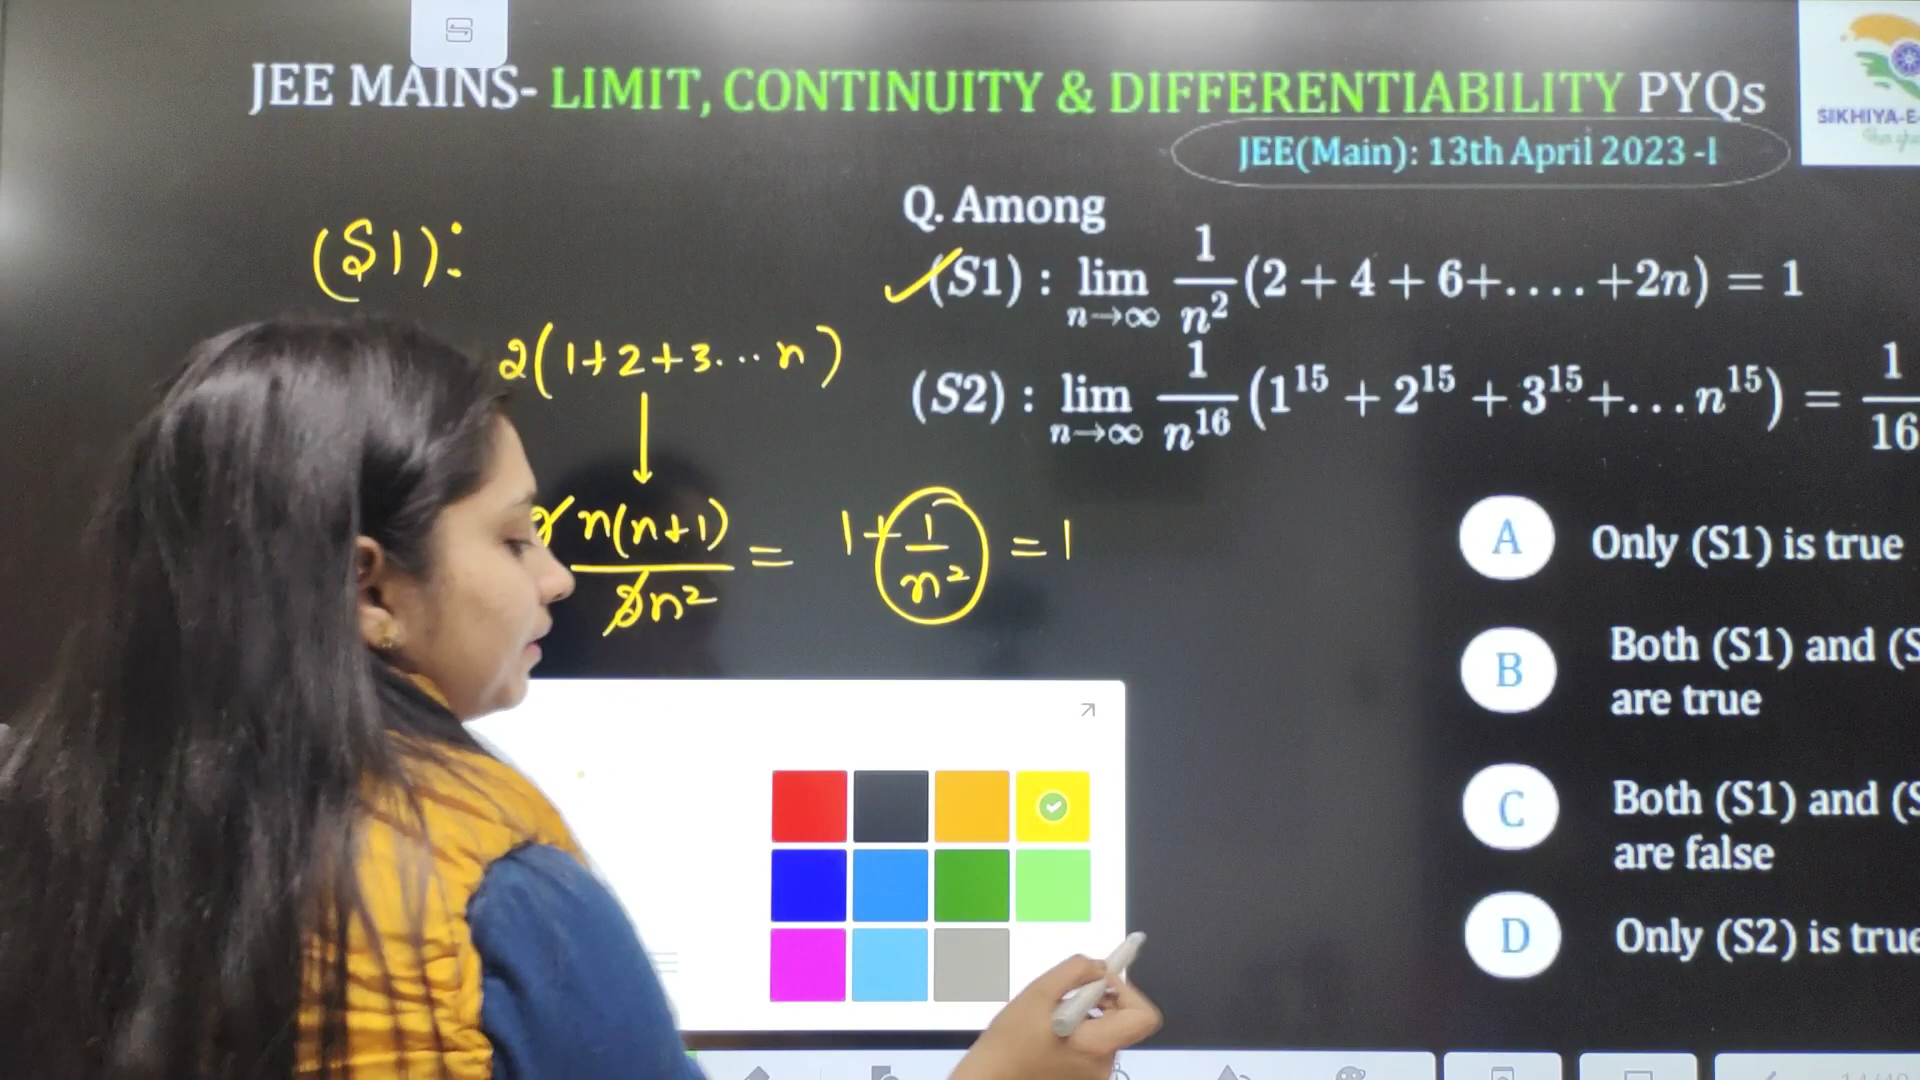 JEE MAINS- LIMIT, CONTINUITY & DIFFERENTIABILITY PYQs
SIKHIYA-E-
JEE(Main): 13th April 2023 -I
Q. Among
(S1) : lim n→∞ 1/n² (2 + 4 + 6+....+2n) = 1
(S2) : lim n→∞ 1/n¹⁶ (1¹⁵ + 2¹⁵ + 3¹⁵ +...n¹⁵) = 1/16
A Only (S1) is true
B Both (S1) and (S
are true
C Both (S1) and (S
are false
D Only (S2) is true
(S1):
2(1+2+3...n)
2 n(n+1) / 2n² = 1 + 1/n² = 1